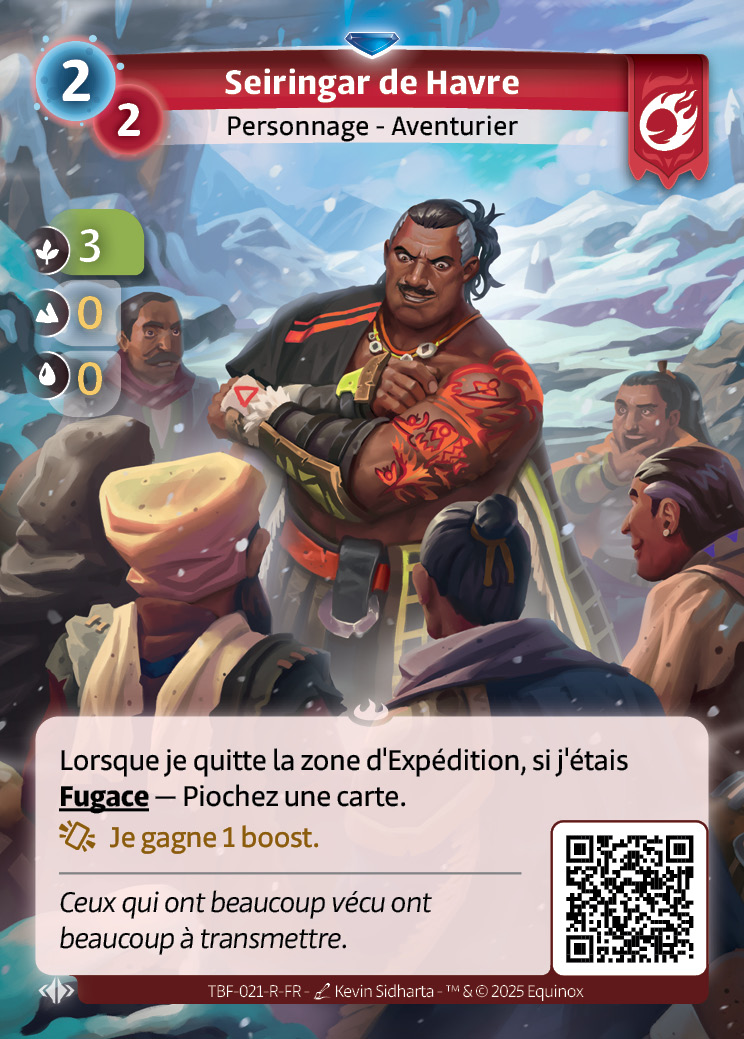 2
Seiringar de Havre
2
Personnage - Aventurier
3
0
0
Lorsque je quitte la zone d'Expédition, si j'étais
Fugace — Piochez une carte.
Je gagne 1 boost.
Ceux qui ont beaucoup vécu ont
beaucoup à transmettre.
TBF-021-R-FR - Kevin Sidharta - ™ & © 2025 Equinox